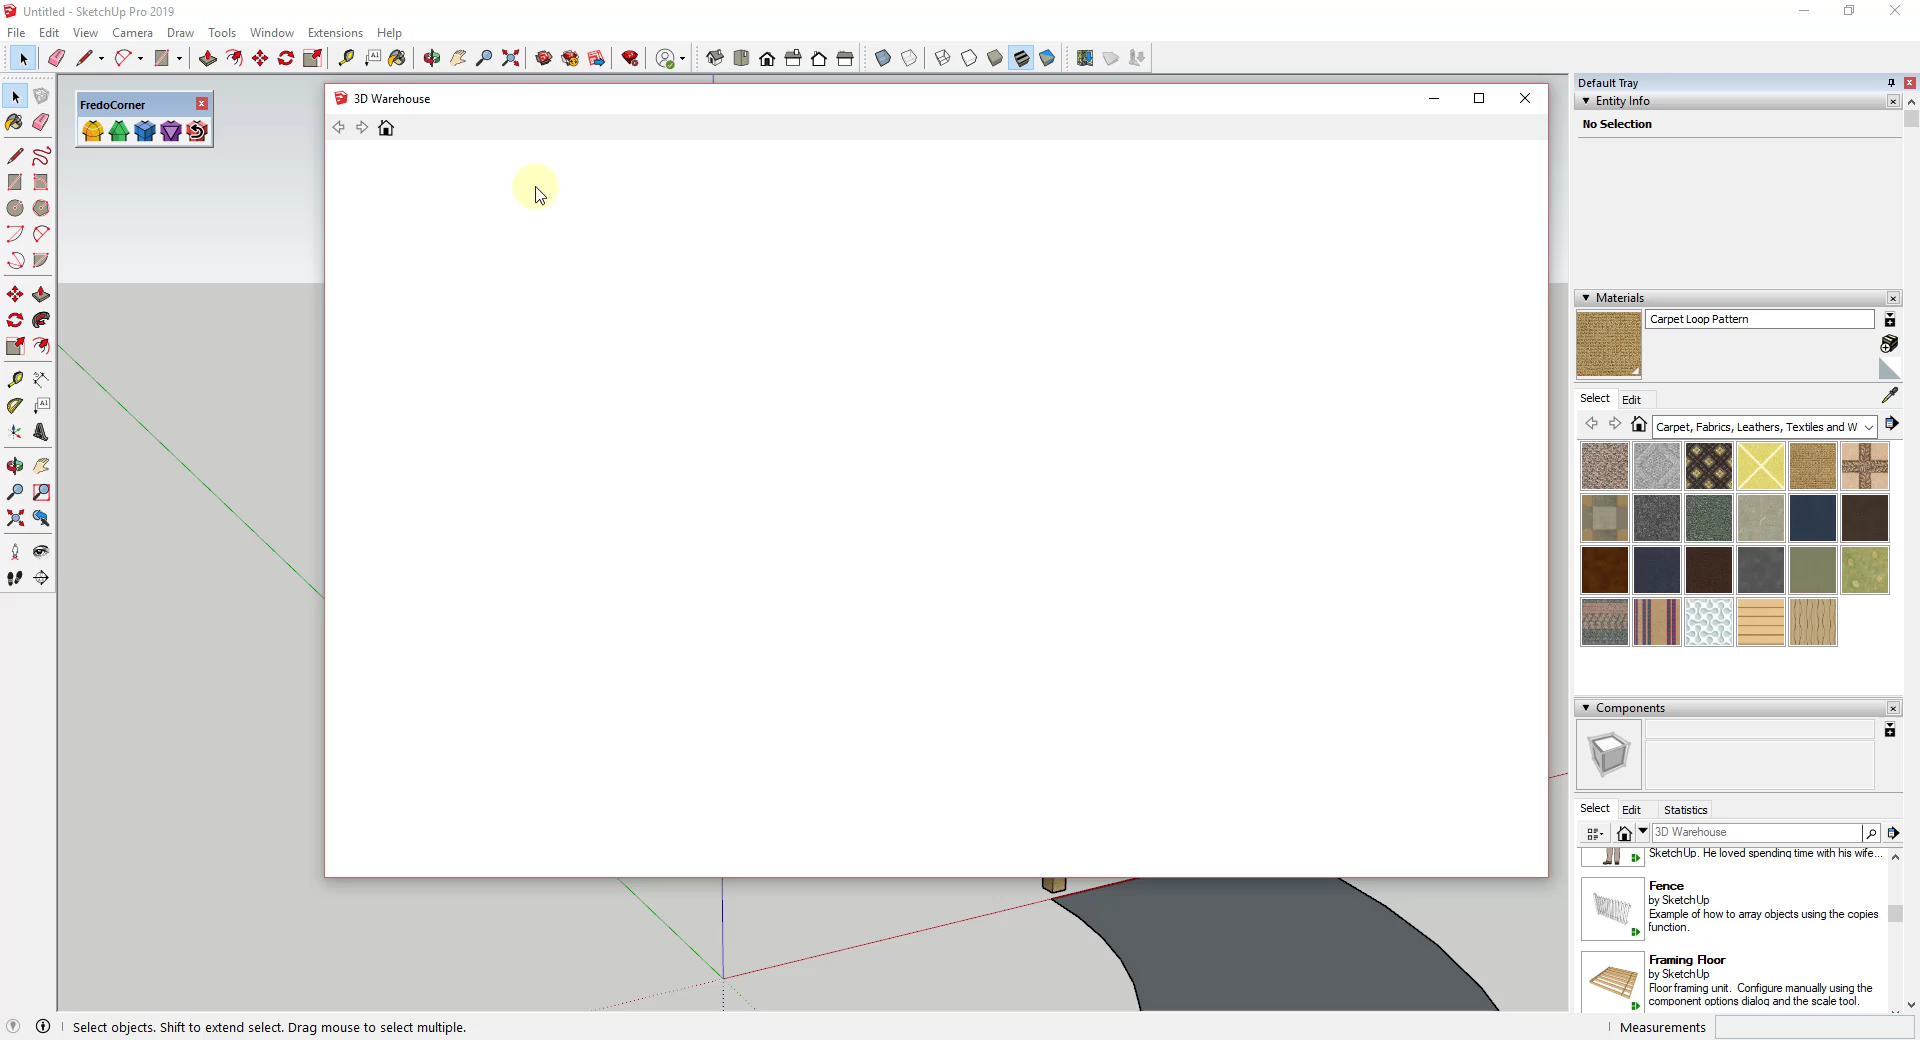 Untitled - SketchUp Pro 2019
File Edit View Camera Draw Tools Window Extensions Help
FredoCorner
3D Warehouse
Default Tray
Entity Info
No Selection
Materials
Carpet Loop Pattern
Select Edit
Carpet, Fabrics, Leathers, Textiles and W
Components
Select Edit Statistics
3D Warehouse
SketchUp. He loved spending time with his wife...
Fence
by SketchUp
Example of how to array objects using the copies
function.
Framing Floor
by SketchUp
Floor framing unit. Configure manually using the
component options dialog and the scale tool.
Select objects. Shift to extend select. Drag mouse to select multiple.
Measurements